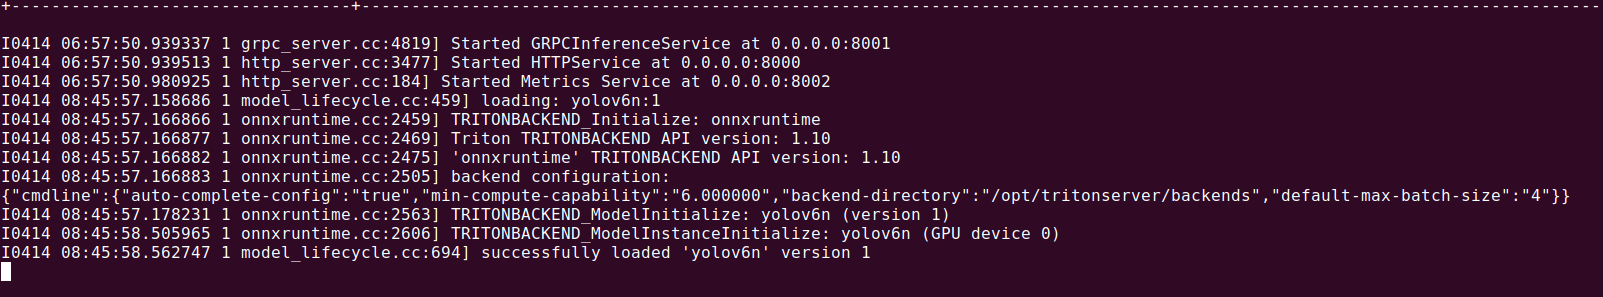 +----------------------------------+----------------------------------------------------------------------------------------------------------------------------
I0414 06:57:50.939337 1 grpc_server.cc:4819] Started GRPCInferenceService at 0.0.0.0:8001
I0414 06:57:50.939513 1 http_server.cc:3477] Started HTTPService at 0.0.0.0:8000
I0414 06:57:50.980925 1 http_server.cc:184] Started Metrics Service at 0.0.0.0:8002
I0414 08:45:57.158686 1 model_lifecycle.cc:459] loading: yolov6n:1
I0414 08:45:57.166866 1 onnxruntime.cc:2459] TRITONBACKEND_Initialize: onnxruntime
I0414 08:45:57.166877 1 onnxruntime.cc:2469] Triton TRITONBACKEND API version: 1.10
I0414 08:45:57.166882 1 onnxruntime.cc:2475] 'onnxruntime' TRITONBACKEND API version: 1.10
I0414 08:45:57.166883 1 onnxruntime.cc:2505] backend configuration:
{"cmdline":{"auto-complete-config":"true","min-compute-capability":"6.000000","backend-directory":"/opt/tritonserver/backends","default-max-batch-size":"4"}}
I0414 08:45:57.178231 1 onnxruntime.cc:2563] TRITONBACKEND_ModelInitialize: yolov6n (version 1)
I0414 08:45:58.505965 1 onnxruntime.cc:2606] TRITONBACKEND_ModelInstanceInitialize: yolov6n (GPU device 0)
I0414 08:45:58.562747 1 model_lifecycle.cc:694] successfully loaded 'yolov6n' version 1